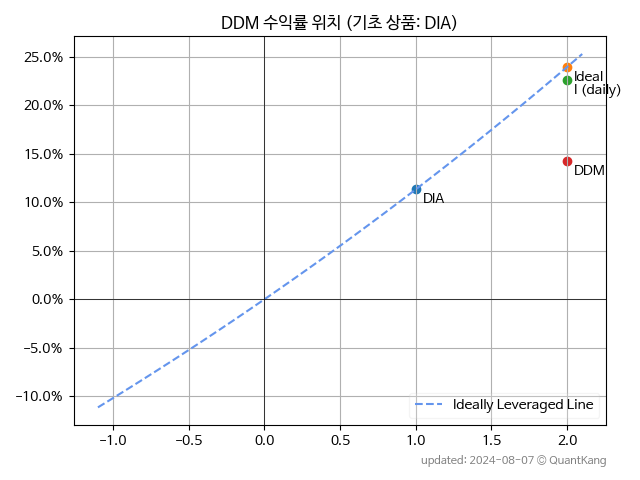 DDM 수익률 위치 (기초 상품: DIA)
25.0%
20.0%
15.0%
10.0%
5.0%
0.0%
−5.0%
−10.0%
Ideal
I (daily)
DDM
DIA
Ideally Leveraged Line
−1.0 −0.5 0.0 0.5 1.0 1.5 2.0
updated: 2024-08-07 © QuantKang